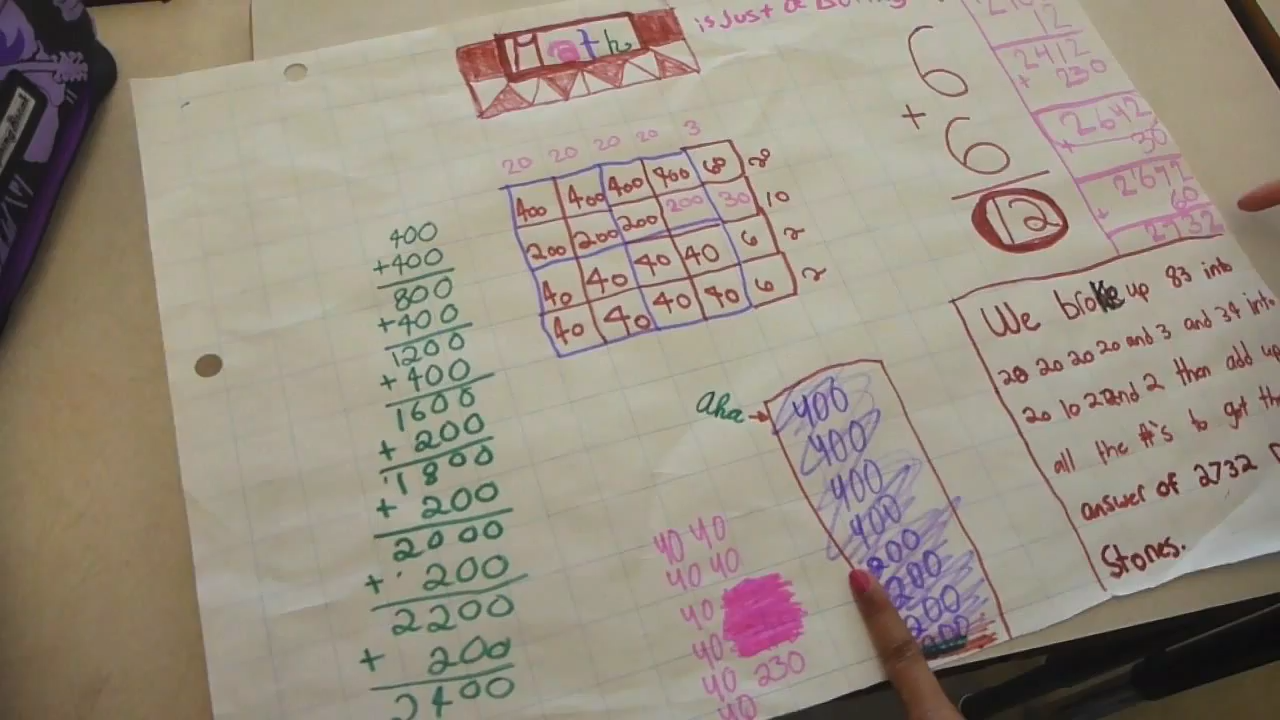 Math
is Just a
20 20 20 20 3
400 400 400 400 60 20
200 200 200 200 30 10
40 40 40 40 6 2
40 40 40 40 6 2
400
+400
800
+400
1200
+400
1600
+ 200
1800
+ 200
2000
+ 200
2200
+ 200
2400
Aha
400
400
400
400
200
200
200
200
40 40
40 40
40
40
40 230
40
6
+ 6
12
12
2412
+ 230
2642
+ 30
2672
+ 60
2732
We broke up 83 into
20 20 20 20 and 3 and 34 into
20 10 2 and 2 then add up
all the #'s to get the
answer of 2732
Stones.